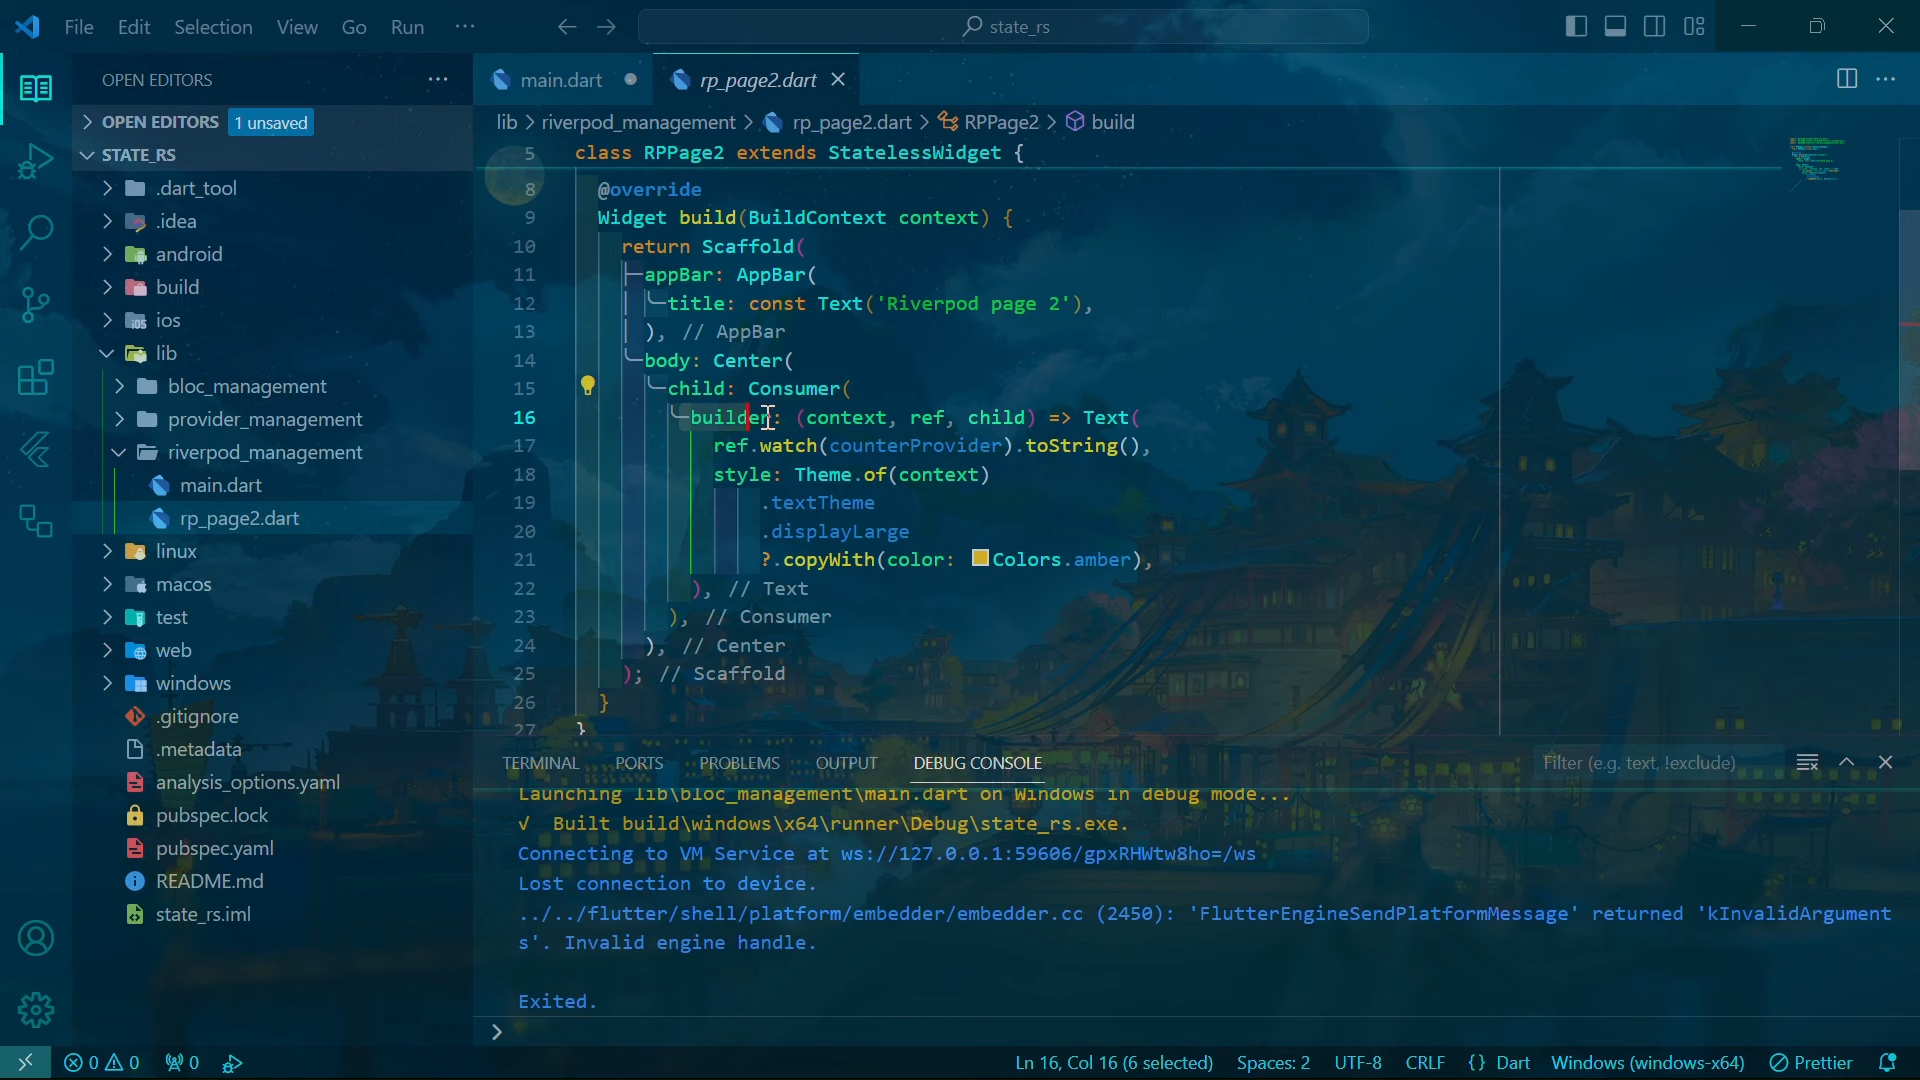 File Edit Selection View Go Run ... state_rs
OPEN EDITORS ...
OPEN EDITORS 1 unsaved
STATE_RS
.dart_tool
.idea
android
build
ios
lib
bloc_management
provider_management
riverpod_management
main.dart
rp_page2.dart
linux
macos
test
web
windows
.gitignore
.metadata
analysis_options.yaml
pubspec.lock
pubspec.yaml
README.md
state_rs.iml
main.dart rp_page2.dart
lib > riverpod_management > rp_page2.dart > RPPage2 > build
5 class RPPage2 extends StatelessWidget {
8 @override
9 Widget build(BuildContext context) {
10 return Scaffold(
11 appBar: AppBar(
12 title: const Text('Riverpod page 2'),
13 ), // AppBar
14 body: Center(
15 child: Consumer(
16 builder: (context, ref, child) => Text(
17 ref.watch(counterProvider).toString(),
18 style: Theme.of(context)
19 .textTheme
20 .displayLarge
21 ?.copyWith(color: Colors.amber),
22 ), // Text
23 ), // Consumer
24 ), // Center
25 ); // Scaffold
26 }
27 }
TERMINAL PORTS PROBLEMS OUTPUT DEBUG CONSOLE Filter (e.g. text, !exclude)
Launching lib\bloc_management\main.dart on Windows in debug mode...
√ Built build\windows\x64\runner\Debug\state_rs.exe.
Connecting to VM Service at ws://127.0.0.1:59606/gpxRHWtw8ho=/ws
Lost connection to device.
../../flutter/shell/platform/embedder/embedder.cc (2450): 'FlutterEngineSendPlatformMessage' returned 'kInvalidArgument
s'. Invalid engine handle.
Exited.
>
0 0 0 Ln 16, Col 16 (6 selected) Spaces: 2 UTF-8 CRLF {} Dart Windows (windows-x64) Prettier